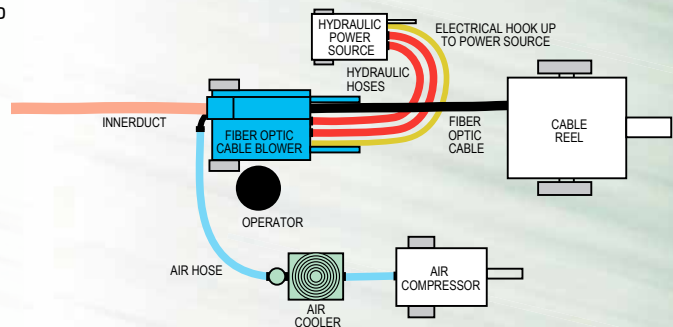 HYDRAULIC
POWER
SOURCE
ELECTRICAL HOOK UP
TO POWER SOURCE
HYDRAULIC
HOSES
INNERDUCT
FIBER OPTIC
CABLE BLOWER
FIBER
OPTIC
CABLE
CABLE
REEL
OPERATOR
AIR HOSE
AIR
COOLER
AIR
COMPRESSOR